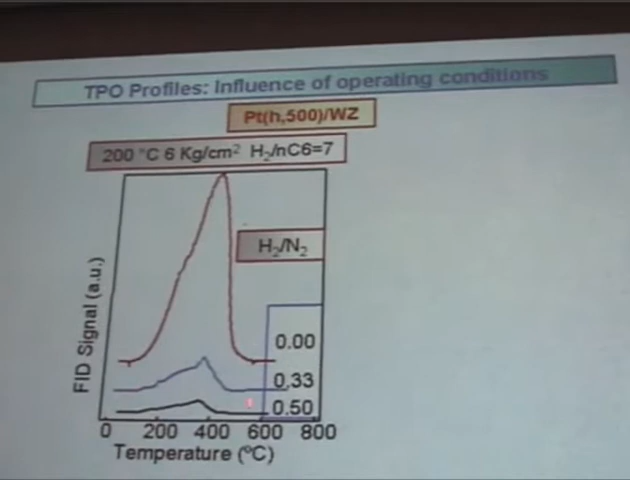 TPO Profiles: Influence of operating conditions
Pt(h,500)/WZ
200 °C 6 Kg/cm² H₂/nC6=7
H₂/N₂
0.00
0,33
0.50
FID Signal (a.u.)
0 200 400 600 800
Temperature (ºC)